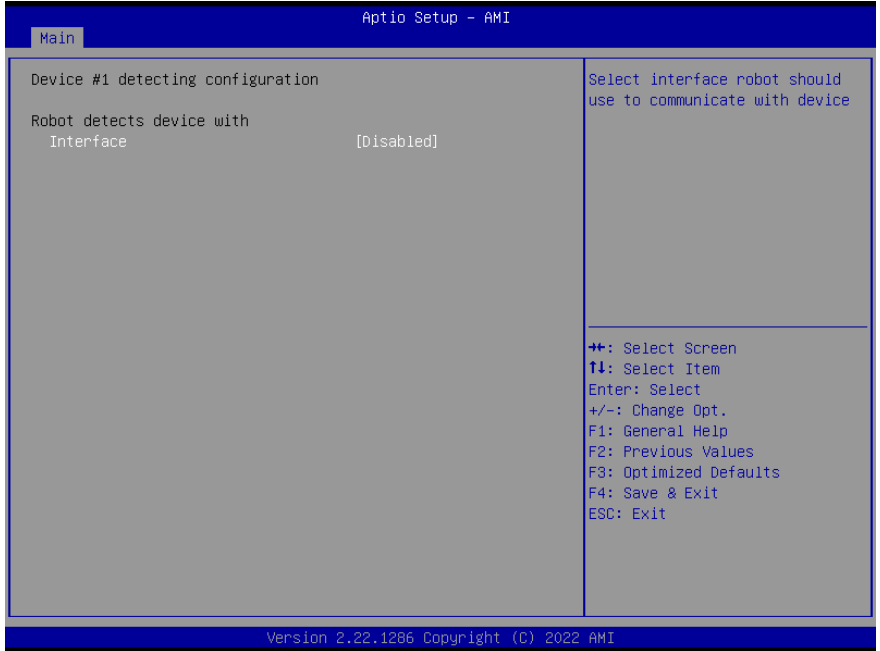 Aptio Setup – AMI
Main
Device #1 detecting configuration
Robot detects device with
Interface [Disabled]
Select interface robot should
use to communicate with device
→←: Select Screen
↑↓: Select Item
Enter: Select
+/-: Change Opt.
F1: General Help
F2: Previous Values
F3: Optimized Defaults
F4: Save & Exit
ESC: Exit
Version 2.22.1286 Copyright (C) 2022 AMI